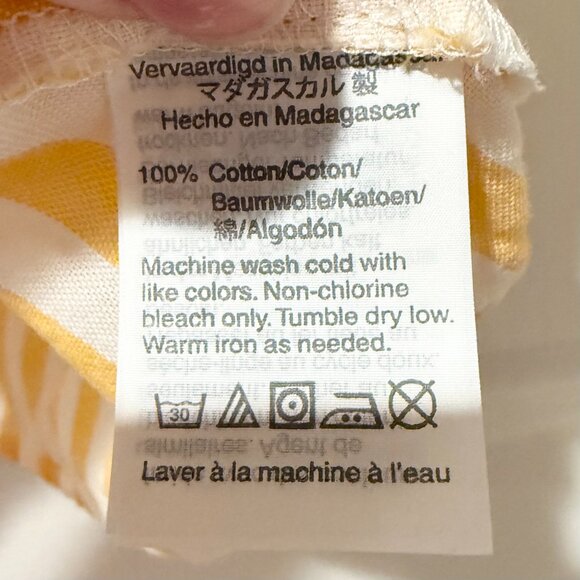 Vervaardigd in Madagascar
マダガスカル 製
Hecho en Madagascar
100% Cotton/Coton/
Baumwolle/Katoen/
綿/Algodón
Machine wash cold with
like colors. Non-chlorine
bleach only. Tumble dry low.
Warm iron as needed.
30
Laver à la machine à l'eau